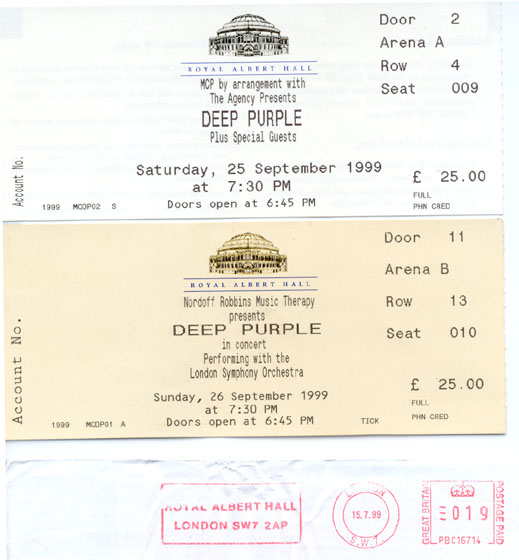 Door 2
Arena A
Row 4
Seat 009
ROYAL ALBERT HALL
MCP by arrangement with
The Agency Presents
DEEP PURPLE
Plus Special Guests
Saturday, 25 September 1999
at 7:30 PM
Doors open at 6:45 PM
£ 25.00
FULL
PHN CRED
Account No.
1999 MCDP02 S
Door 11
Arena B
Row 13
Seat 010
ROYAL ALBERT HALL
Nordoff Robbins Music Therapy
presents
DEEP PURPLE
in concert
Performing with the
London Symphony Orchestra
Sunday, 26 September 1999
at 7:30 PM
Doors open at 6:45 PM
£ 25.00
FULL
PHN CRED
TICK
Account No.
1999 MCDP01 A
ROYAL ALBERT HALL
LONDON SW7 2AP
LONDON
15.7.99
S.W.7
GREAT BRITAIN
019
POSTAGE PAID
PBC16714